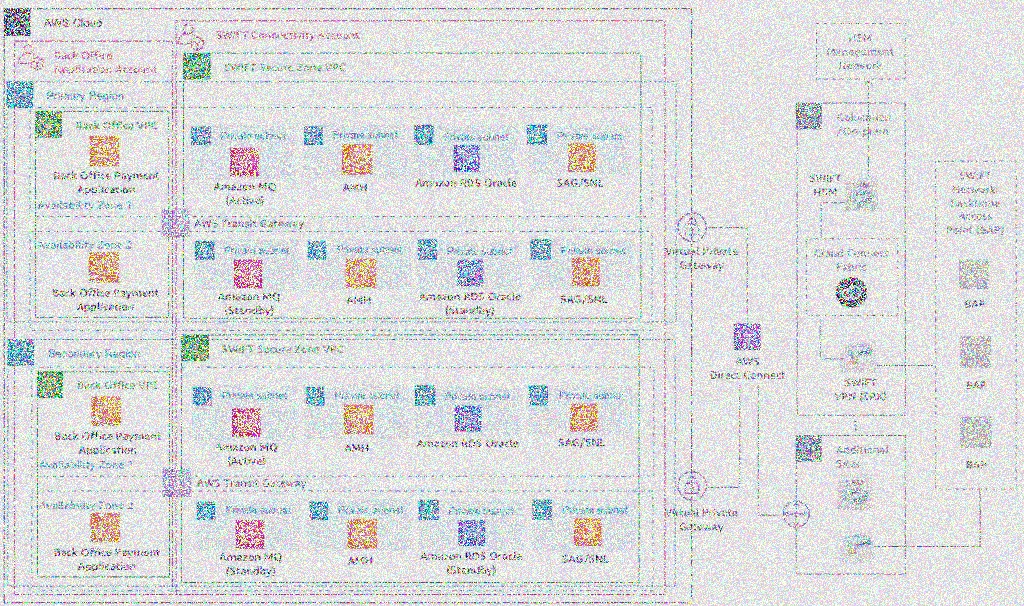 AWS Cloud
SWIFT Connectivity Account
Back Office
Application Account
SWIFT Secure Zone VPC
Primary Region
Back Office VPC
Back Office Payment
Application
Availability Zone 1
Private subnet
Private subnet
Private subnet
Private subnet
Amazon MQ
(Active)
AMH
Amazon RDS Oracle
SAG/SNL
AWS Transit Gateway
Availability Zone 2
Back Office Payment
Application
Private subnet
Private subnet
Private subnet
Private subnet
Amazon MQ
(Standby)
AMH
Amazon RDS Oracle
(Standby)
SAG/SNL
Virtual Private
Gateway
Secondary Region
SWIFT Secure Zone VPC
Back Office VPC
Back Office Payment
Application
Availability Zone 1
Private subnet
Private subnet
Private subnet
Private subnet
Amazon MQ
(Active)
AMH
Amazon RDS Oracle
SAG/SNL
AWS Transit Gateway
Availability Zone 2
Back Office Payment
Application
Private subnet
Private subnet
Private subnet
Private subnet
Amazon MQ
(Standby)
AMH
Amazon RDS Oracle
(Standby)
SAG/SNL
Virtual Private
Gateway
AWS
Direct Connect
HSM
Management
Network
SWIFT
HSM
Cloud Connect
Fabric
SWIFT
VPN
Additional
Sites
SWIFT
Network
Backbone
Access
Point (BAP)
BAP
BAP
BAP